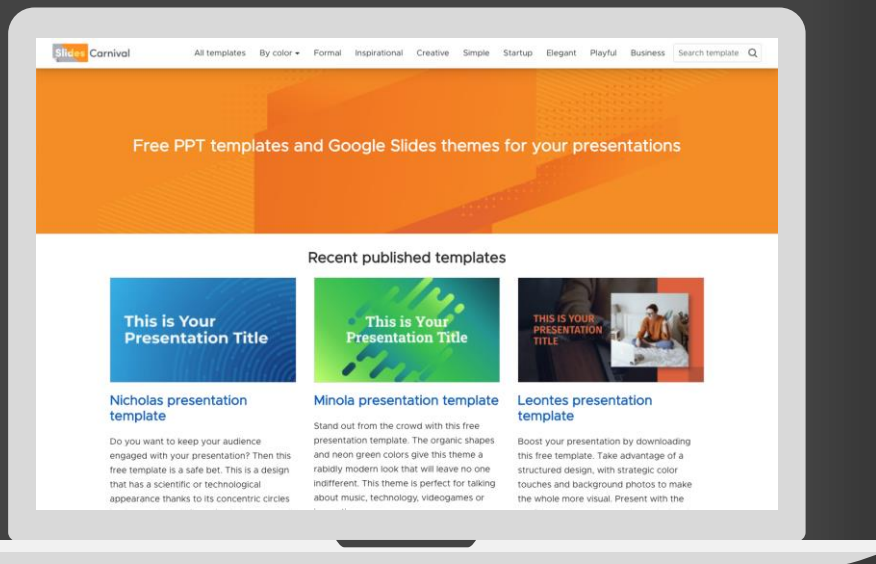 Slides Carnival
All templates By color Formal Inspirational Creative Simple Startup Elegant Playful Business Search template
Free PPT templates and Google Slides themes for your presentations
Recent published templates
This is Your
Presentation Title
This is Your
Presentation Title
THIS IS YOUR
PRESENTATION
TITLE
Nicholas presentation
template
Do you want to keep your audience
engaged with your presentation? Then this
free template is a safe bet. This is a design
that has a scientific or technological
appearance thanks to its concentric circles
Minola presentation template
Stand out from the crowd with this free
presentation template. The organic shapes
and neon green colors give this theme a
rabidly modern look that will leave no one
indifferent. This theme is perfect for talking
about music, technology, videogames or
Leontes presentation
template
Boost your presentation by downloading
this free template. Take advantage of a
structured design, with strategic color
touches and background photos to make
the whole more visual. Present with the